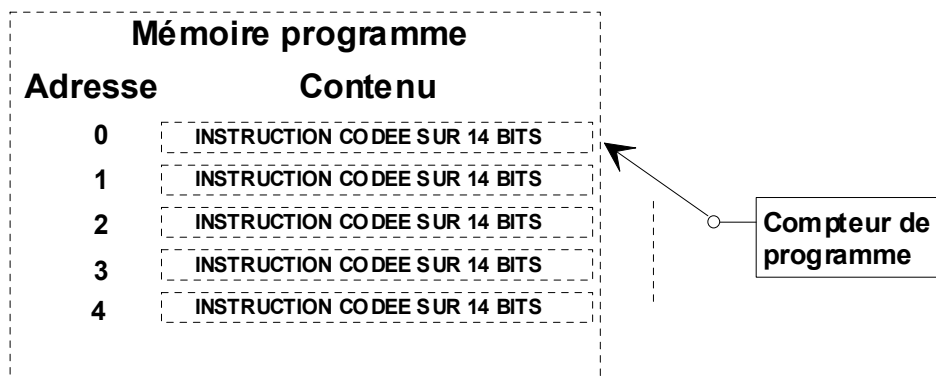 Mémoire programme
Adresse Contenu
0 INSTRUCTION CODEE SUR 14 BITS
1 INSTRUCTION CODEE SUR 14 BITS
2 INSTRUCTION CODEE SUR 14 BITS
3 INSTRUCTION CODEE SUR 14 BITS
4 INSTRUCTION CODEE SUR 14 BITS
Compteur de
programme